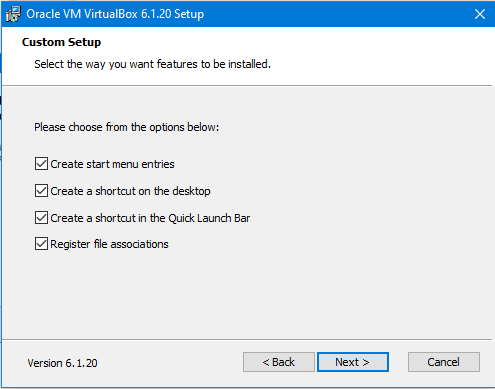 Oracle VM VirtualBox 6.1.20 Setup
Custom Setup
Select the way you want features to be installed.
Please choose from the options below:
Create start menu entries
Create a shortcut on the desktop
Create a shortcut in the Quick Launch Bar
Register file associations
Version 6.1.20
< Back
Next >
Cancel